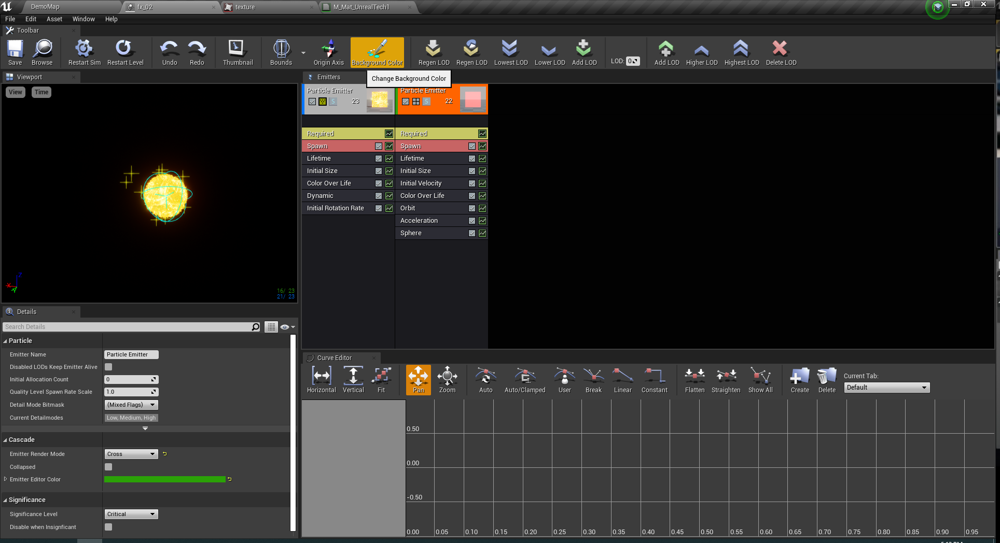 DemoMap
fx_02
texture
M_Mat_UnrealTech1
File Edit Asset Window Help
Toolbar
Save Browse Restart Sim Restart Level Undo Redo Thumbnail Bounds Origin Axis Background Color Regen LOD Regen LOD Lowest LOD Lower LOD Add LOD LOD: 0 Add LOD Higher LOD Highest LOD Delete LOD
Change Background Color
Viewport
View Time
Z
X
Y
16/ 23
21/ 23
Emitters
Particle Emitter
S 23
Required
Spawn
Lifetime
Initial Size
Color Over Life
Dynamic
Initial Rotation Rate
Particle Emitter
S 22
Required
Spawn
Lifetime
Initial Size
Initial Velocity
Color Over Life
Orbit
Acceleration
Sphere
Details
Search Details
Particle
Emitter Name Particle Emitter
Disabled LODs Keep Emitter Alive
Initial Allocation Count 0
Quality Level Spawn Rate Scale 1.0
Detail Mode Bitmask (Mixed Flags)
Current Detailmodes Low, Medium, High
Cascade
Emitter Render Mode Cross
Collapsed
Emitter Editor Color
Significance
Significance Level Critical
Disable when Insignficant
Curve Editor
Horizontal Vertical Fit Pan Zoom Auto Auto/Clamped User Break Linear Constant Flatten Straighten Show All Create Delete
Current Tab:
Default
0.50
0.00
-0.50
0.00 0.05 0.10 0.15 0.20 0.25 0.30 0.35 0.40 0.45 0.50 0.55 0.60 0.65 0.70 0.75 0.80 0.85 0.90 0.95